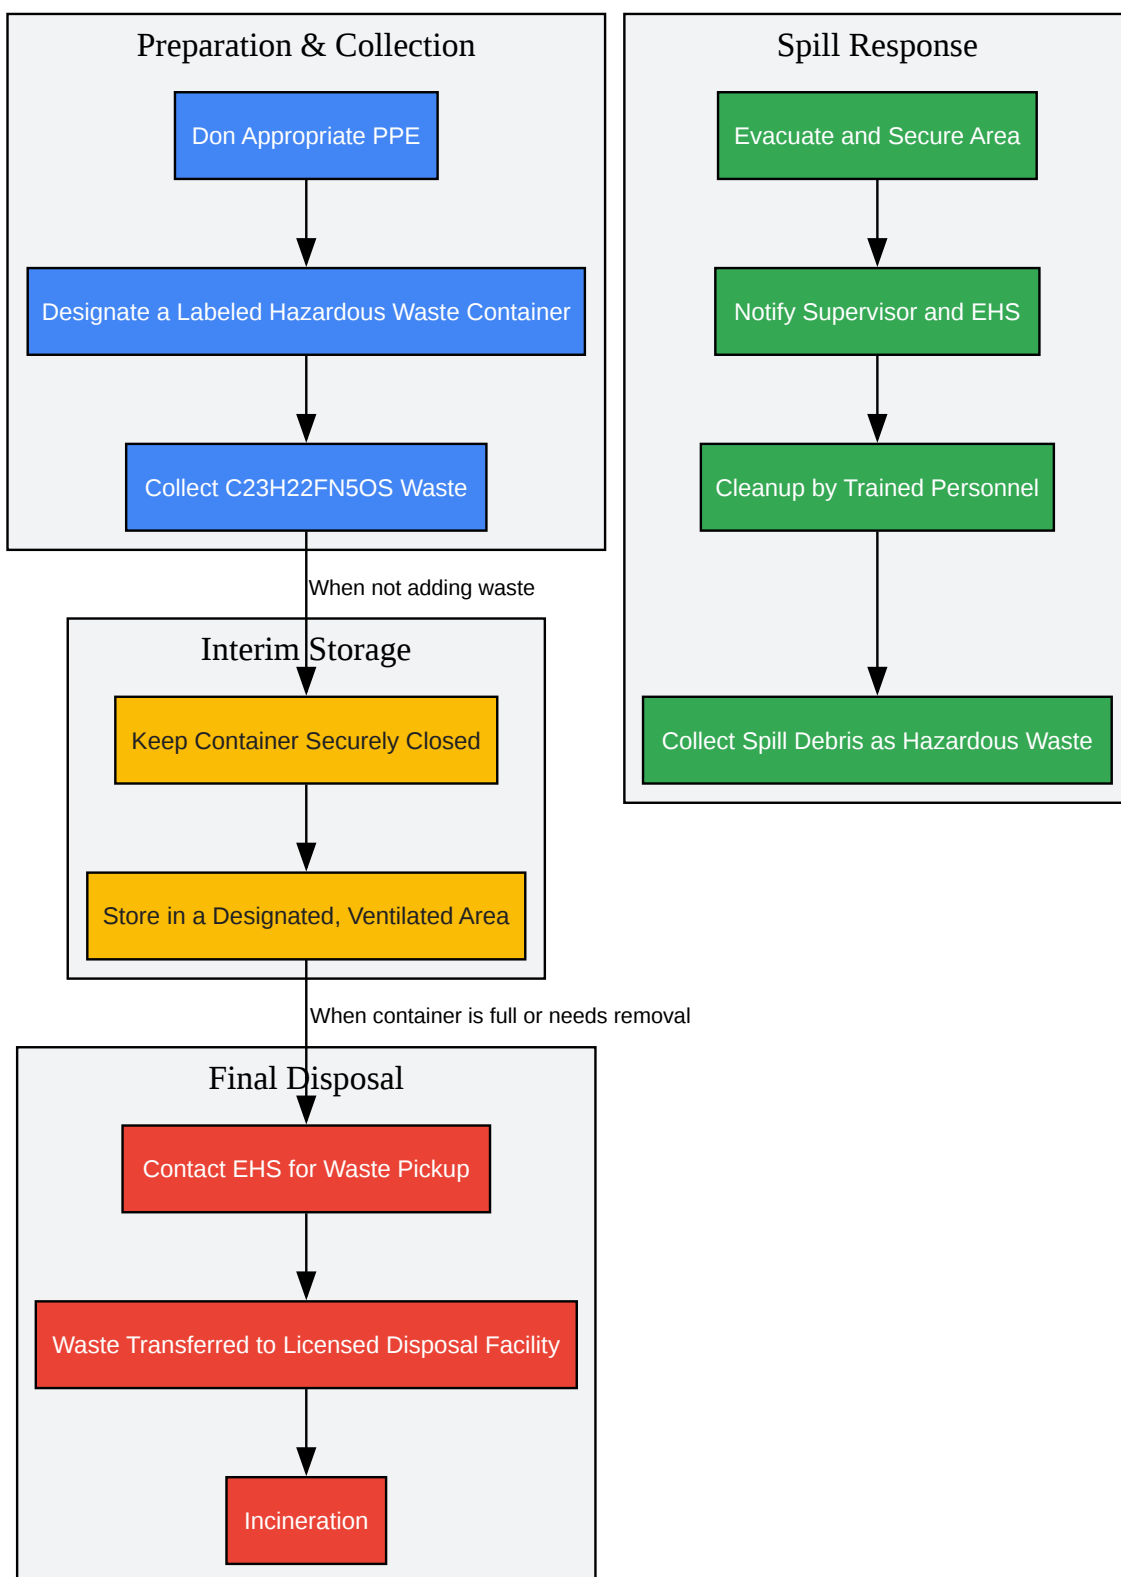 Preparation & Collection
Don Appropriate PPE
Designate a Labeled Hazardous Waste Container
Collect C23H22FN5OS Waste
When not adding waste
Interim Storage
Keep Container Securely Closed
Store in a Designated, Ventilated Area
When container is full or needs removal
Final Disposal
Contact EHS for Waste Pickup
Waste Transferred to Licensed Disposal Facility
Incineration
Spill Response
Evacuate and Secure Area
Notify Supervisor and EHS
Cleanup by Trained Personnel
Collect Spill Debris as Hazardous Waste